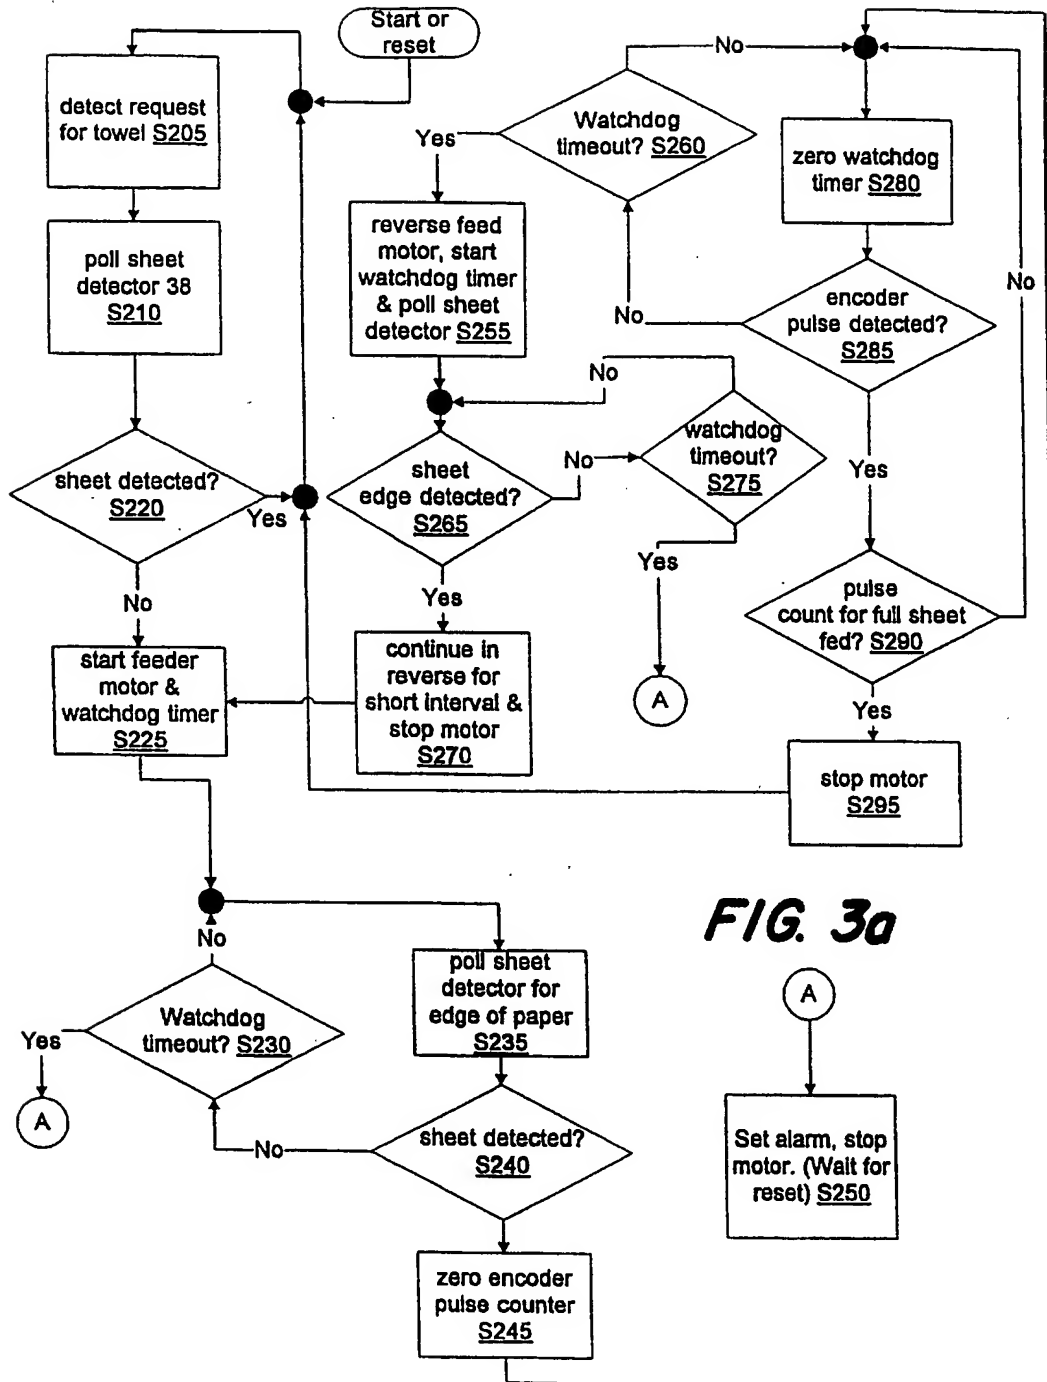 Start or
reset
detect request
for towel S205
poll sheet
detector 38
S210
sheet detected?
S220
Yes
No
start feeder
motor &
watchdog timer
S225
Watchdog
timeout? S260
Yes
No
reverse feed
motor, start
watchdog timer
& poll sheet
detector S255
sheet
edge detected?
S265
No
Yes
continue in
reverse for
short interval &
stop motor
S270
No
watchdog
timeout?
S275
Yes
A
zero watchdog
timer S280
encoder
pulse detected?
S285
No
Yes
pulse
count for full sheet
fed? S290
No
Yes
stop motor
S295
No
Watchdog
timeout? S230
Yes
A
poll sheet
detector for
edge of paper
S235
sheet detected?
S240
No
zero encoder
pulse counter
S245
FIG. 3a
A
Set alarm, stop
motor. (Wait for
reset) S250